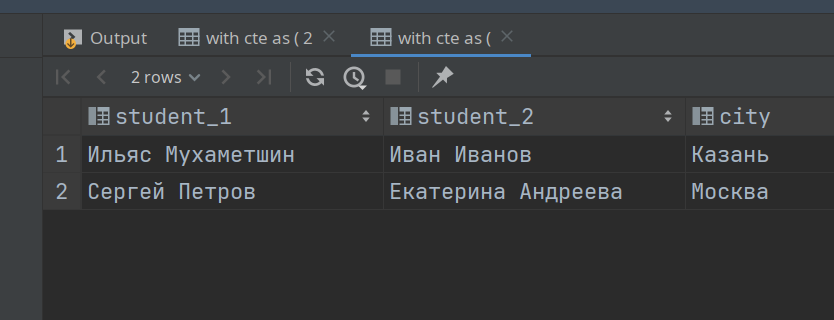 Output with cte as ( 2 with cte as (
2 rows
student_1 student_2 city
1 Ильяс Мухаметшин Иван Иванов Казань
2 Сергей Петров Екатерина Андреева Москва